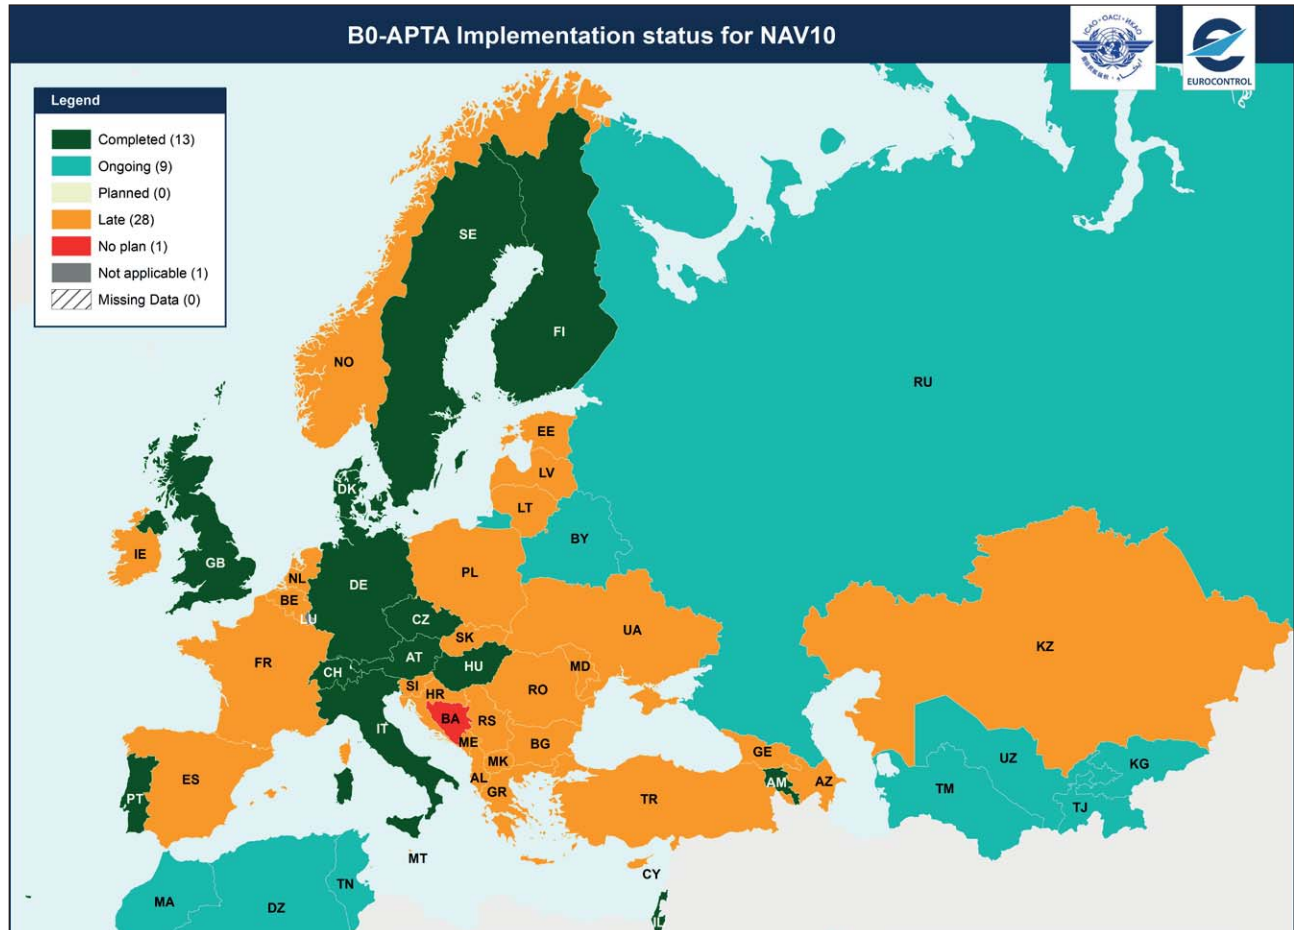 B0-APTA Implementation status for NAV10
ICAO · OACI · ИКАО
EUROCONTROL
Legend
Completed (13)
Ongoing (9)
Planned (0)
Late (28)
No plan (1)
Not applicable (1)
Missing Data (0)
SE
FI
NO
RU
EE
LV
DK
LT
BY
IE
GB
NL
DE
PL
BE
LU
CZ
UA
SK
KZ
FR
CH
AT
HU
MD
SI
HR
RO
BA
RS
IT
ME
BG
GE
UZ
KG
ES
MK
AL
AM
AZ
TM
PT
GR
TR
TJ
MT
CY
TN
MA
DZ
IL